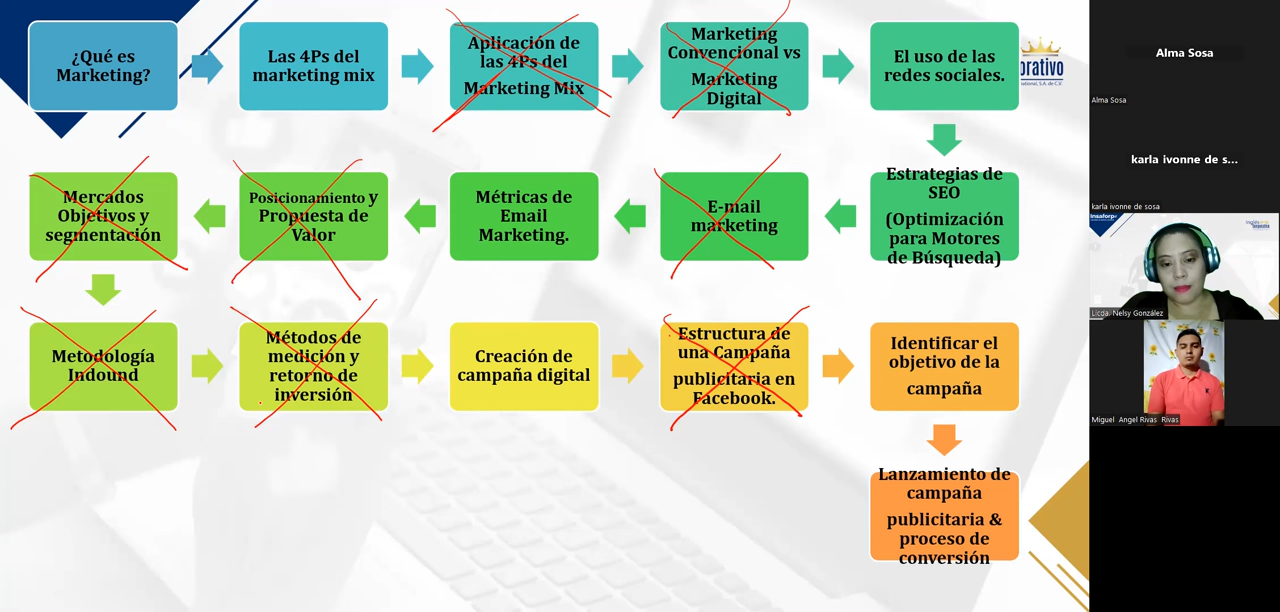 ¿Qué es
Marketing?
Las 4Ps del
marketing mix
Aplicación de
las 4Ps del
Marketing Mix
Marketing
Convencional vs
Marketing
Digital
El uso de las
redes sociales.
orativo
national, S.A. de C.V.
Estrategias de
SEO
(Optimización
para Motores
de Búsqueda)
E-mail
marketing
Métricas de
Email
Marketing.
Posicionamiento y
Propuesta de
Valor
Mercados
Objetivos y
segmentación
Metodología
Indound
Métodos de
medición y
retorno de
inversión
Creación de
campaña digital
Estructura de
una Campaña
publicitaria en
Facebook.
Identificar el
objetivo de la
campaña
Lanzamiento de
campaña
publicitaria &
proceso de
conversión
Alma Sosa
Alma Sosa
karla ivonne de s...
karla ivonne de sosa
Insaforp
Licda. Nelsy González
Miguel Angel Rivas Rivas